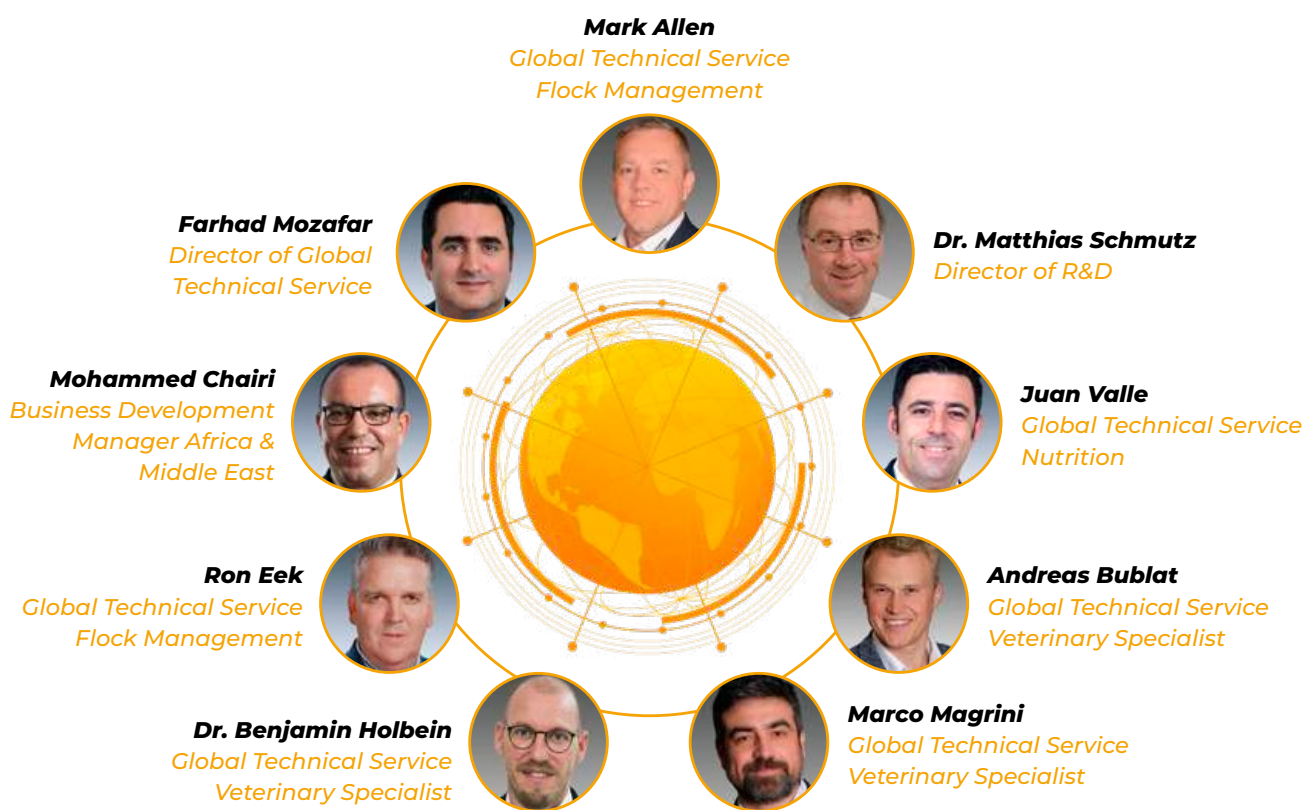 Mark Allen
Global Technical Service
Flock Management
Farhad Mozafar
Director of Global
Technical Service
Dr. Matthias Schmutz
Director of R&D
Mohammed Chairi
Business Development
Manager Africa &
Middle East
Juan Valle
Global Technical Service
Nutrition
Ron Eek
Global Technical Service
Flock Management
Andreas Bublat
Global Technical Service
Veterinary Specialist
Dr. Benjamin Holbein
Global Technical Service
Veterinary Specialist
Marco Magrini
Global Technical Service
Veterinary Specialist